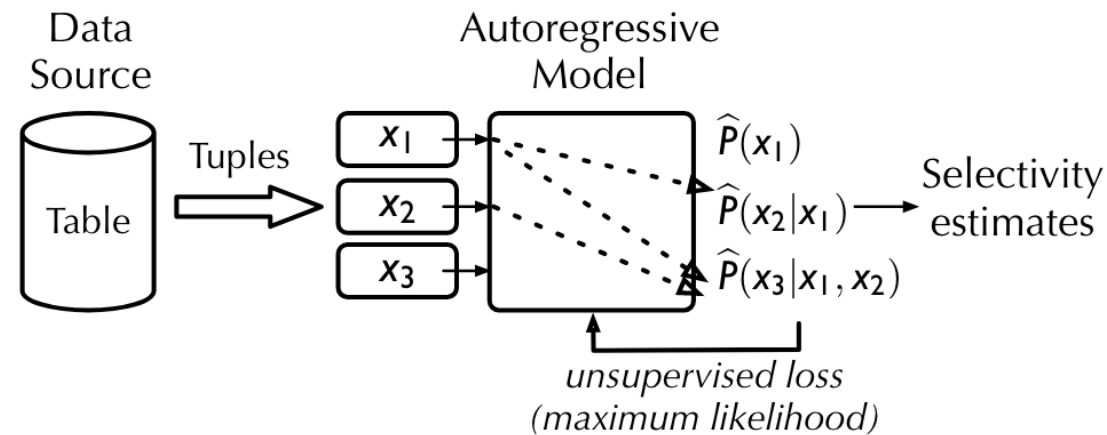 Data
Source
Table
Tuples
Autoregressive
Model
x₁
x₂
x₃
P̂(x₁)
P̂(x₂|x₁)
P̂(x₃|x₁, x₂)
Selectivity
estimates
unsupervised loss
(maximum likelihood)